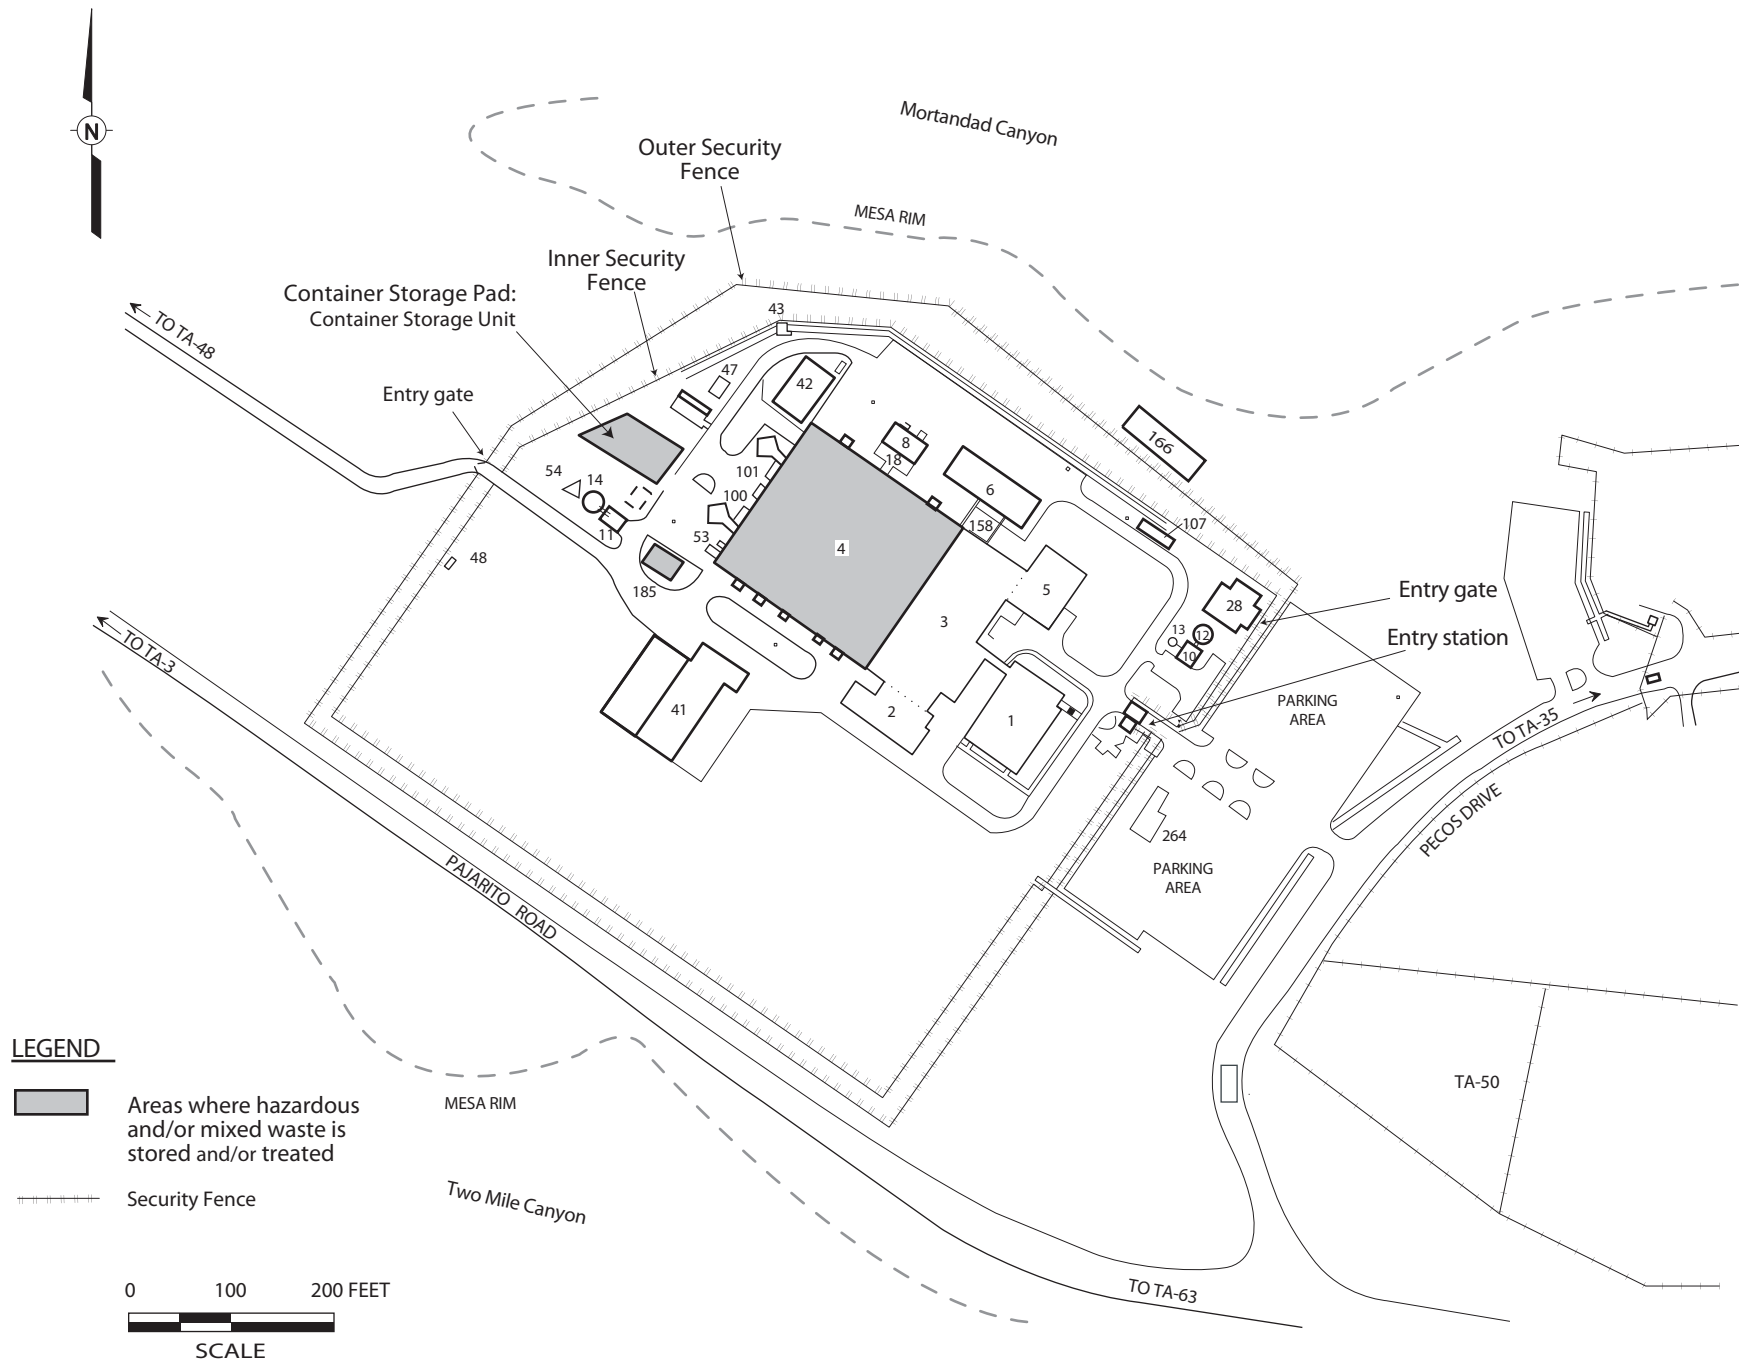 N
Mortandad Canyon
Outer Security
Fence
MESA RIM
Inner Security
Fence
Container Storage Pad:
Container Storage Unit
43
TO TA-48
47
42
Entry gate
8
166
18
54
14
101
6
100
158
107
11
53
4
48
185
5
Entry gate
28
3
13
12
Entry station
10
TO TA-3
41
2
1
PARKING
AREA
TO TA-35
PECOS DRIVE
264
PARKING
AREA
PAJARITO ROAD
LEGEND
TA-50
Areas where hazardous
and/or mixed waste is
stored and/or treated
MESA RIM
Security Fence
Two Mile Canyon
0 100 200 FEET
TO TA-63
SCALE